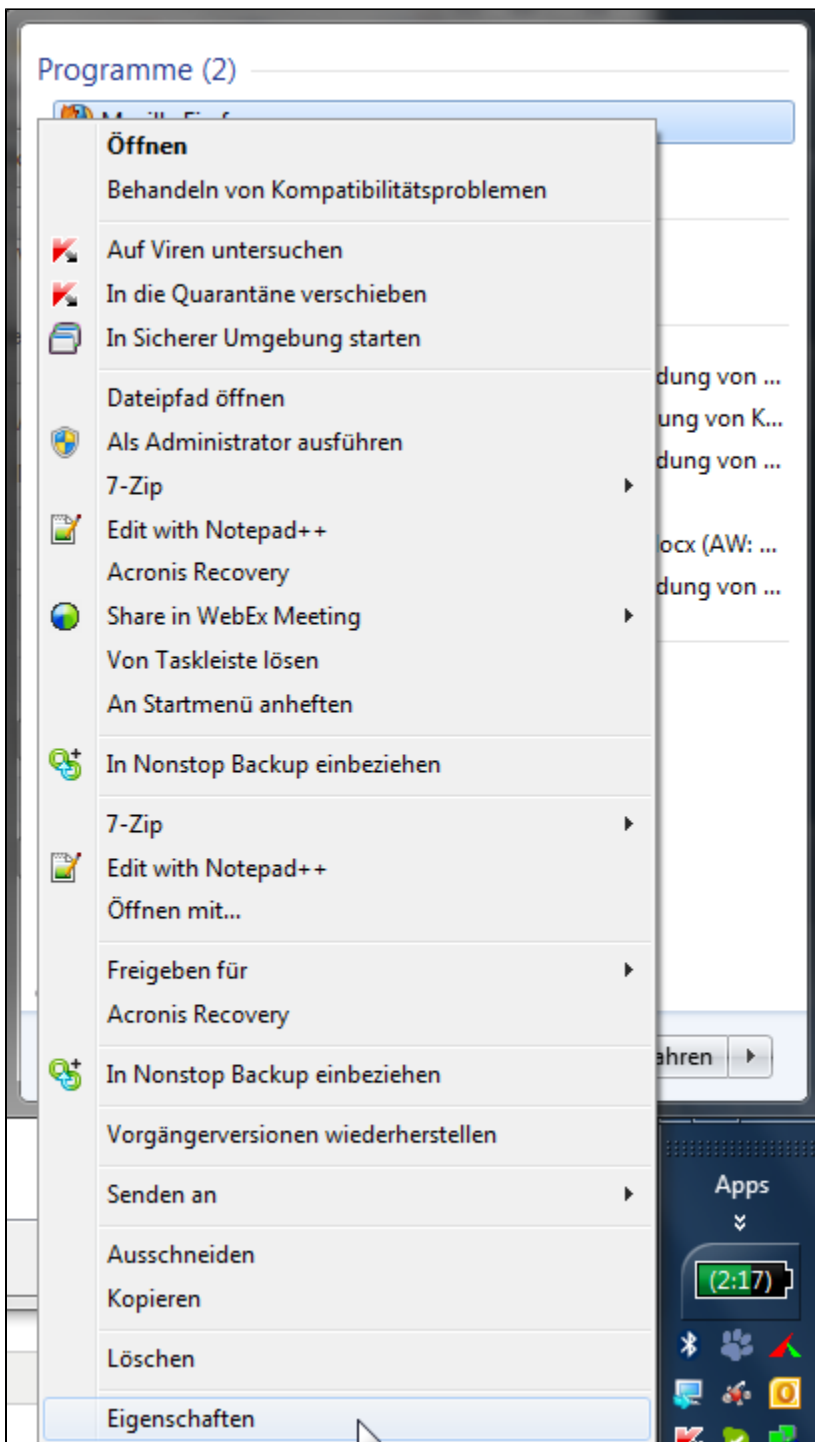 Programme (2)
Öffnen
Behandeln von Kompatibilitätsproblemen
Auf Viren untersuchen
In die Quarantäne verschieben
In Sicherer Umgebung starten
dung von ...
Dateipfad öffnen
ung von K...
Als Administrator ausführen
dung von ...
7-Zip
Edit with Notepad++
ocx (AW: ...
Acronis Recovery
dung von ...
Share in WebEx Meeting
Von Taskleiste lösen
An Startmenü anheften
In Nonstop Backup einbeziehen
7-Zip
Edit with Notepad++
Öffnen mit...
Freigeben für
Acronis Recovery
ahren
In Nonstop Backup einbeziehen
Vorgängerversionen wiederherstellen
Apps
Senden an
Ausschneiden
(2:17)
Kopieren
Löschen
Eigenschaften